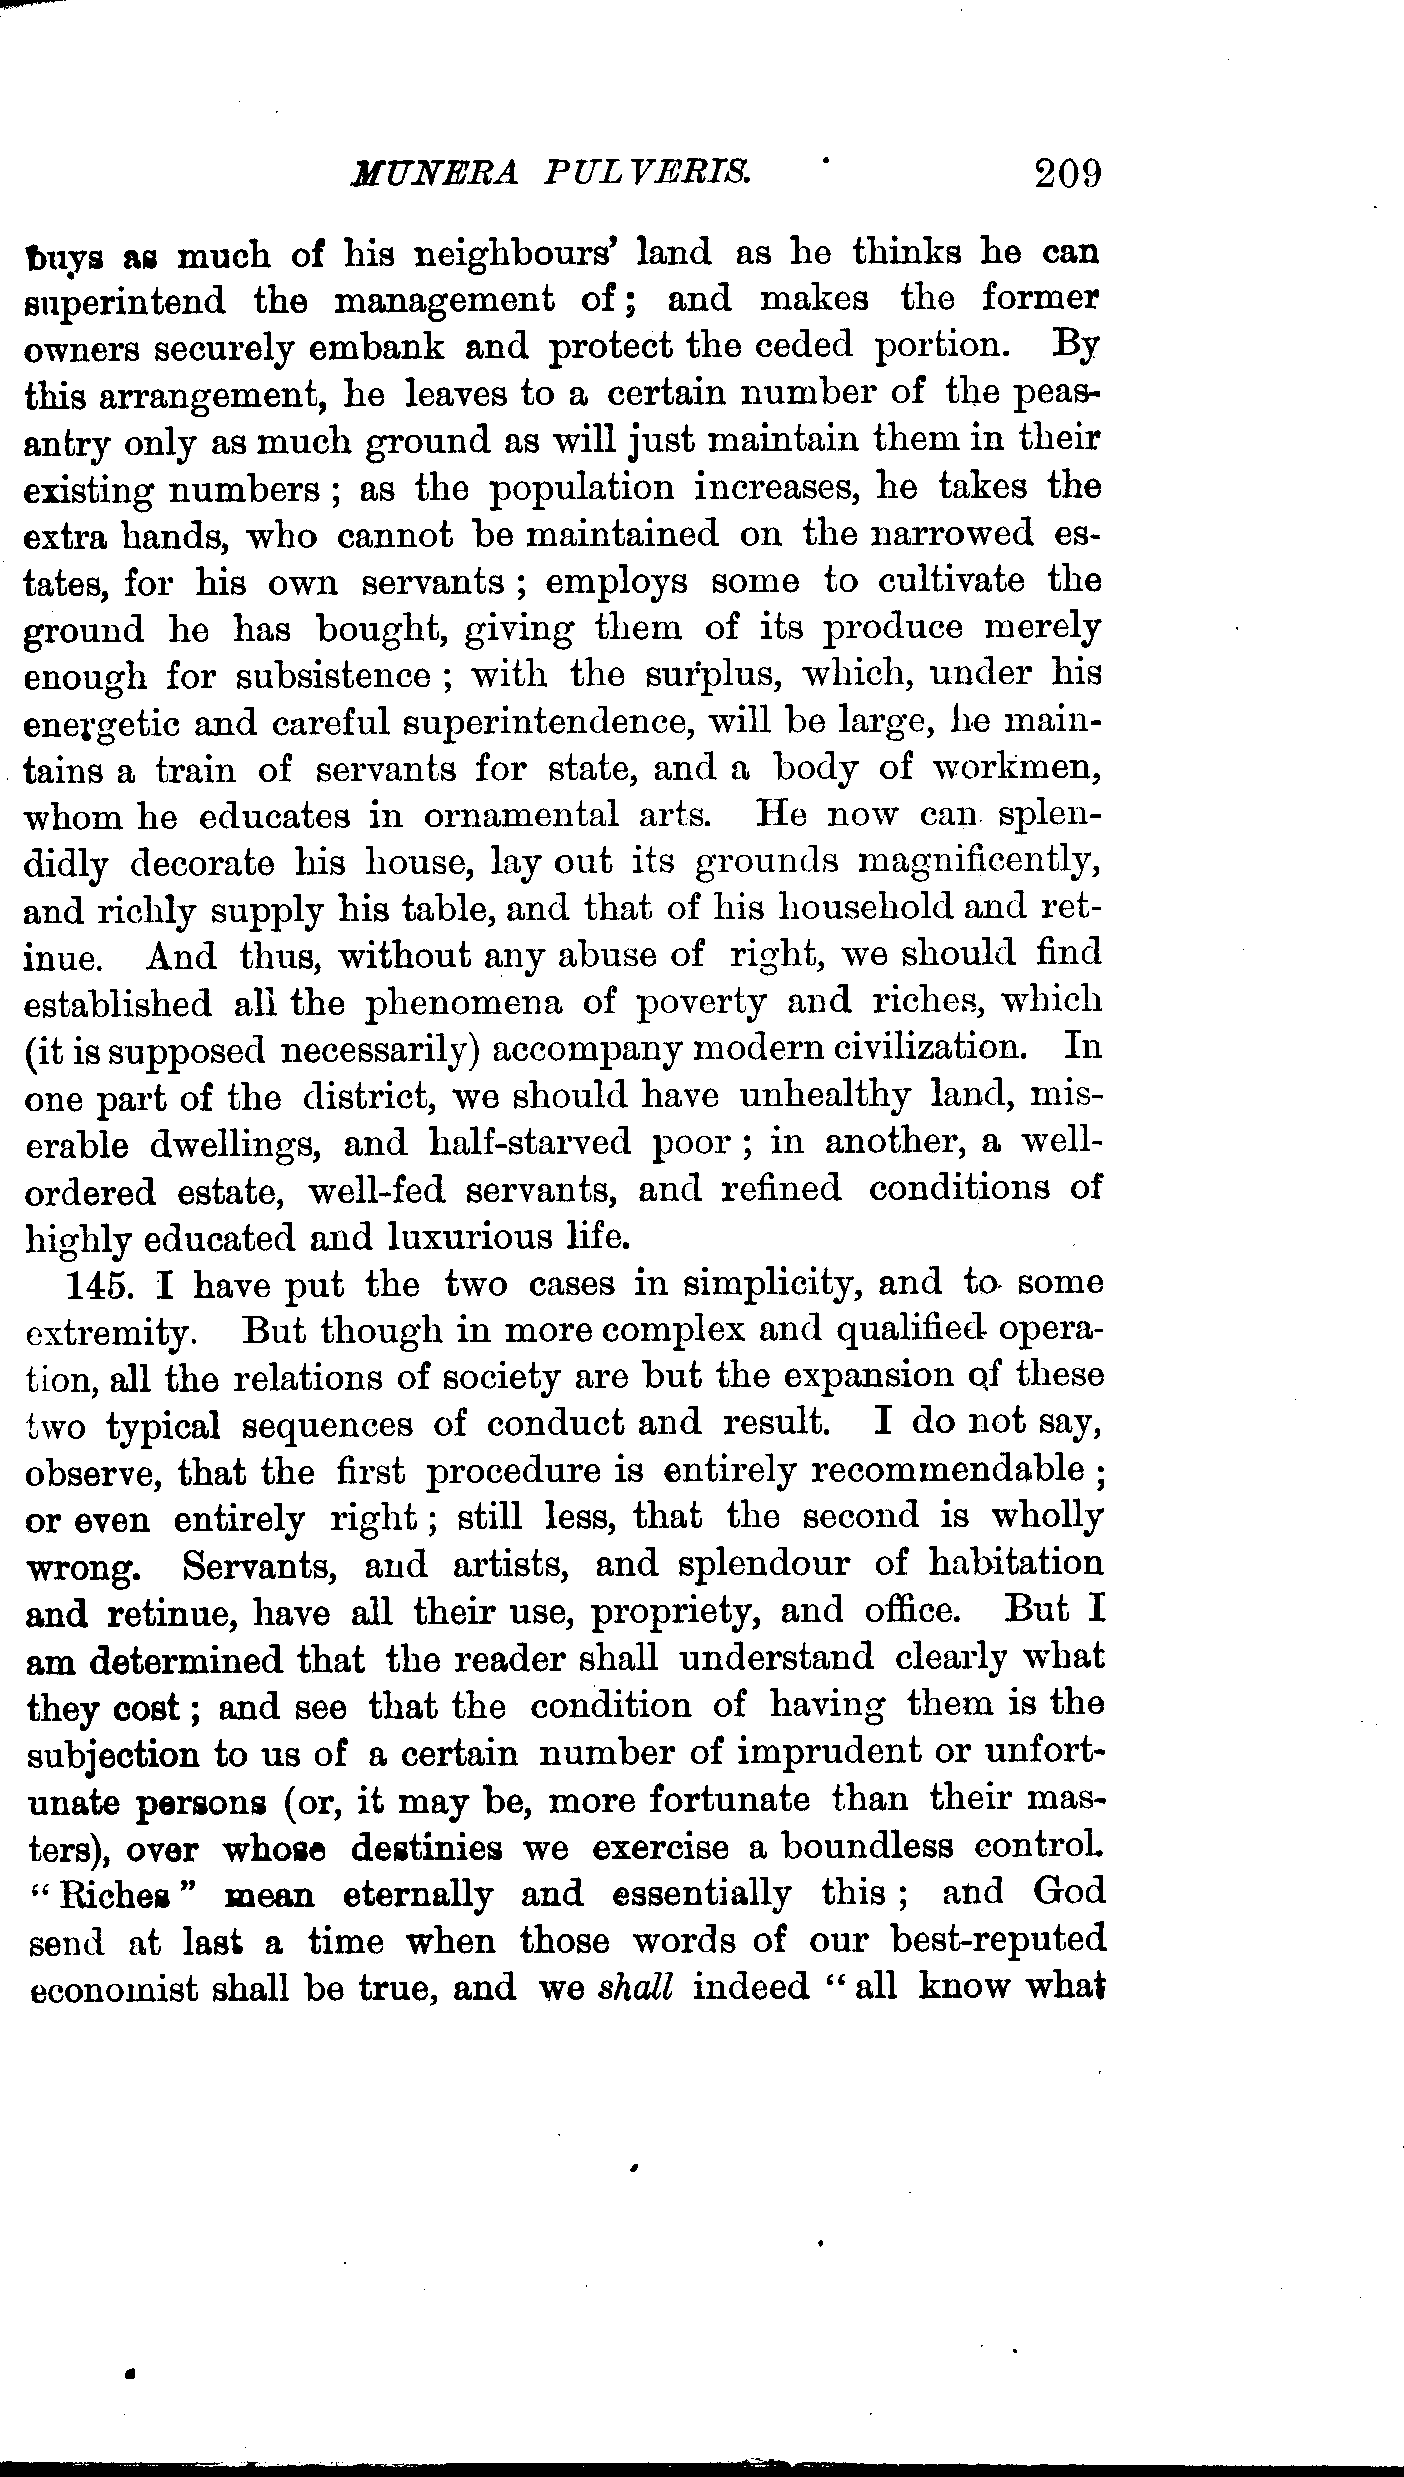 MUNERA PULVERIS. 209
buys as much of his neighbours' land as he thinks he can
superintend the management of; and makes the former
owners securely embank and protect the ceded portion. By
this arrangement, he leaves to a certain number of the peas-
antry only as much ground as will just maintain them in their
existing numbers; as the population increases, he takes the
extra hands, who cannot be maintained on the narrowed es-
tates, for his own servants; employs some to cultivate the
ground he has bought, giving them of its produce merely
enough for subsistence; with the surplus, which, under his
energetic and careful superintendence, will be large, he main-
tains a train of servants for state, and a body of workmen,
whom he educates in ornamental arts. He now can splen-
didly decorate his house, lay out its grounds magnificently,
and richly supply his table, and that of his household and ret-
inue. And thus, without any abuse of right, we should find
established all the phenomena of poverty and riches, which
(it is supposed necessarily) accompany modern civilization. In
one part of the district, we should have unhealthy land, mis-
erable dwellings, and half-starved poor; in another, a well-
ordered estate, well-fed servants, and refined conditions of
highly educated and luxurious life.
145. I have put the two cases in simplicity, and to some
extremity. But though in more complex and qualified opera-
tion, all the relations of society are but the expansion of these
two typical sequences of conduct and result. I do not say,
observe, that the first procedure is entirely recommendable;
or even entirely right; still less, that the second is wholly
wrong. Servants, and artists, and splendour of habitation
and retinue, have all their use, propriety, and office. But I
am determined that the reader shall understand clearly what
they cost; and see that the condition of having them is the
subjection to us of a certain number of imprudent or unfort-
unate persons (or, it may be, more fortunate than their mas-
ters), over whose destinies we exercise a boundless control.
"Riches" mean eternally and essentially this; and God
send at last a time when those words of our best-reputed
economist shall be true, and we shall indeed "all know what